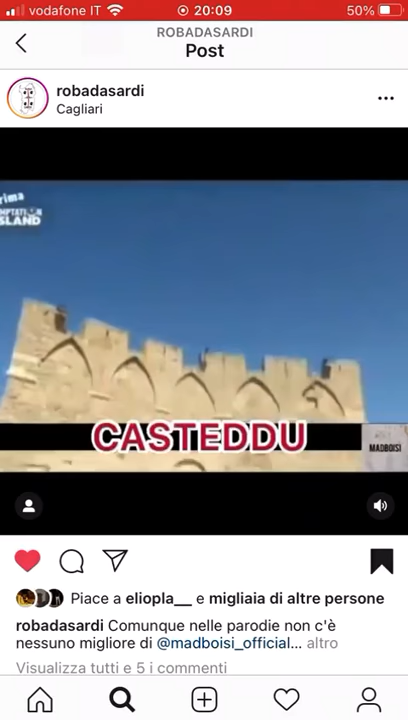 vodafone IT
20:09
50%
ROBADASARDI
Post
robadasardi
Cagliari
ISLAND
CASTEDDU
MADBOISI
Piace a eliopla__ e migliaia di altre persone
robadasardi Comunque nelle parodie non c'è
nessuno migliore di @madboisi_official... altro
Visualizza tutti e 5 i commenti